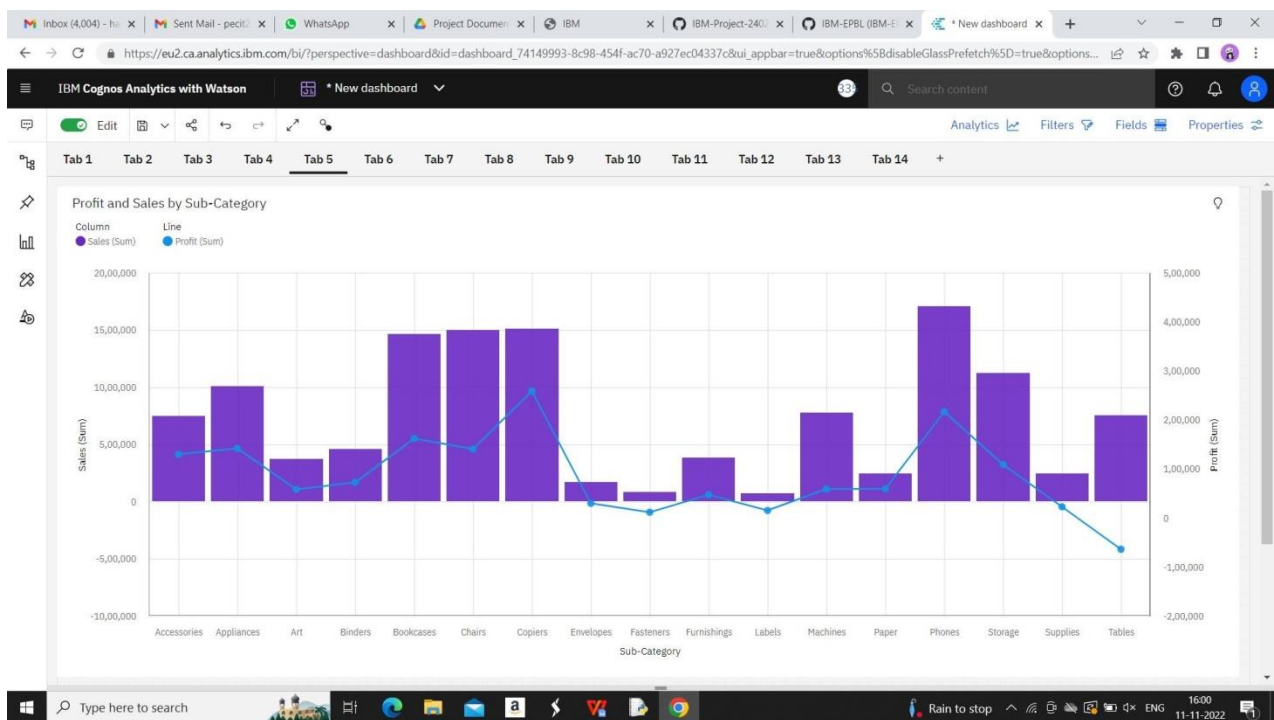 Inbox (4,004) - ha
Sent Mail - pecit2
WhatsApp
Project Documen
IBM
IBM-Project-240
IBM-EPBL (IBM-E
* New dashboard
https://eu2.ca.analytics.ibm.com/bi/?perspective=dashboard&id=dashboard_74149993-8c98-454f-ac70-a927ec04337c&ui_appbar=true&options%5BdisableGlassPrefetch%5D=true&options...
IBM Cognos Analytics with Watson
* New dashboard
Search content
Edit
Analytics
Filters
Fields
Properties
Tab 1 Tab 2 Tab 3 Tab 4 Tab 5 Tab 6 Tab 7 Tab 8 Tab 9 Tab 10 Tab 11 Tab 12 Tab 13 Tab 14 +
Profit and Sales by Sub-Category
Column Line
Sales (Sum) Profit (Sum)
20,00,000
15,00,000
10,00,000
5,00,000
0
-5,00,000
-10,00,000
Sales (Sum)
5,00,000
4,00,000
3,00,000
2,00,000
1,00,000
0
-1,00,000
-2,00,000
Profit (Sum)
Accessories Appliances Art Binders Bookcases Chairs Copiers Envelopes Fasteners Furnishings Labels Machines Paper Phones Storage Supplies Tables
Sub-Category
Type here to search
Rain to stop
ENG
16:00
11-11-2022